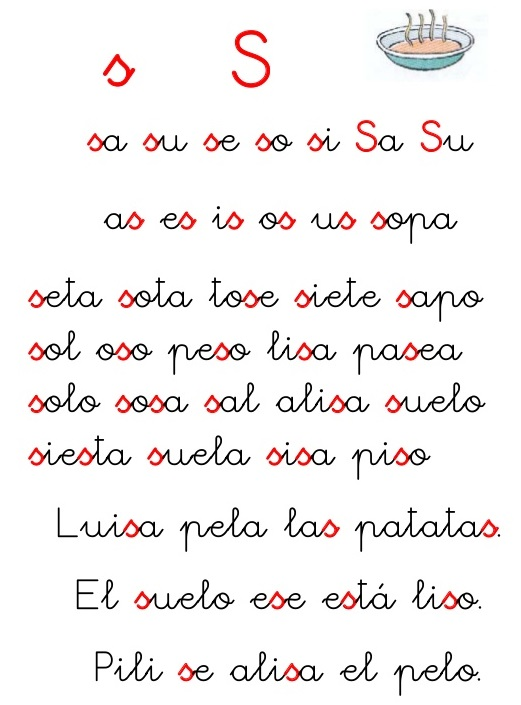 s S
sa su se so si Sa Su
as es is os us sopa
seta sota tose siete sapo
sol oso peso lisa pasea
solo sosa sal alisa suelo
siesta suela sisa piso
Luisa pela las patatas.
El suelo ese está liso.
Pili se alisa el pelo.